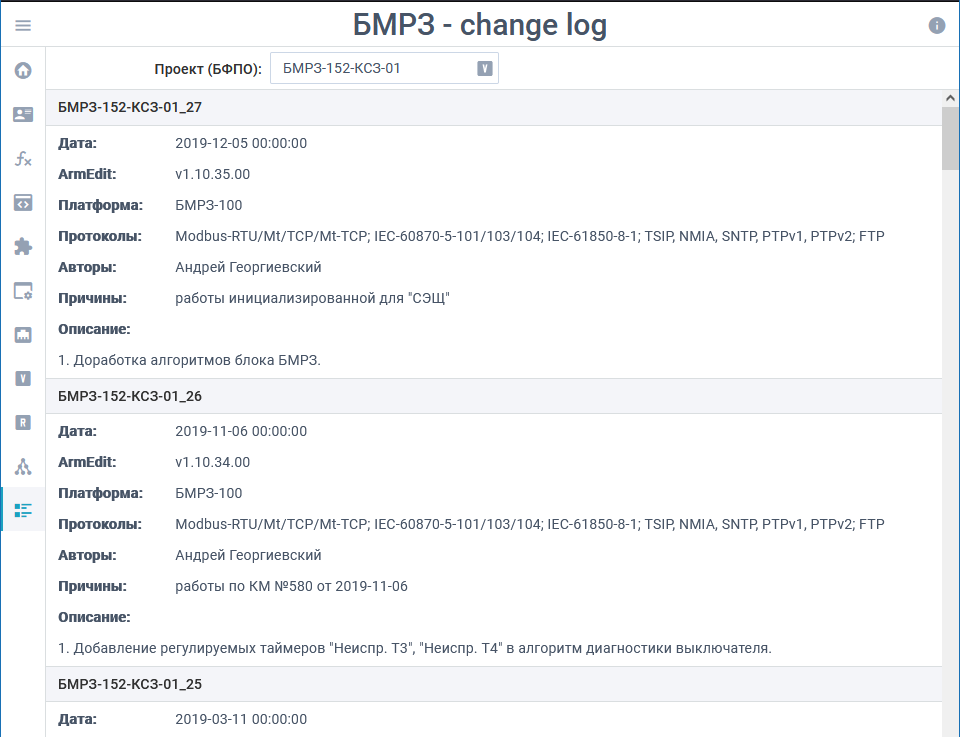 БМРЗ - change log
Проект (БФПО): БМРЗ-152-КСЗ-01 V
БМРЗ-152-КСЗ-01_27
Дата: 2019-12-05 00:00:00
ArmEdit: v1.10.35.00
Платформа: БМРЗ-100
Протоколы: Modbus-RTU/Mt/TCP/Mt-TCP; IEC-60870-5-101/103/104; IEC-61850-8-1; TSIP, NMIA, SNTP, PTPv1, PTPv2; FTP
Авторы: Андрей Георгиевский
Причины: работы инициализированной для "СЭЩ"
Описание:
1. Доработка алгоритмов блока БМРЗ.
БМРЗ-152-КСЗ-01_26
Дата: 2019-11-06 00:00:00
ArmEdit: v1.10.34.00
Платформа: БМРЗ-100
Протоколы: Modbus-RTU/Mt/TCP/Mt-TCP; IEC-60870-5-101/103/104; IEC-61850-8-1; TSIP, NMIA, SNTP, PTPv1, PTPv2; FTP
Авторы: Андрей Георгиевский
Причины: работы по КМ №580 от 2019-11-06
Описание:
1. Добавление регулируемых таймеров "Неиспр. Т3", "Неиспр. Т4" в алгоритм диагностики выключателя.
БМРЗ-152-КСЗ-01_25
Дата: 2019-03-11 00:00:00